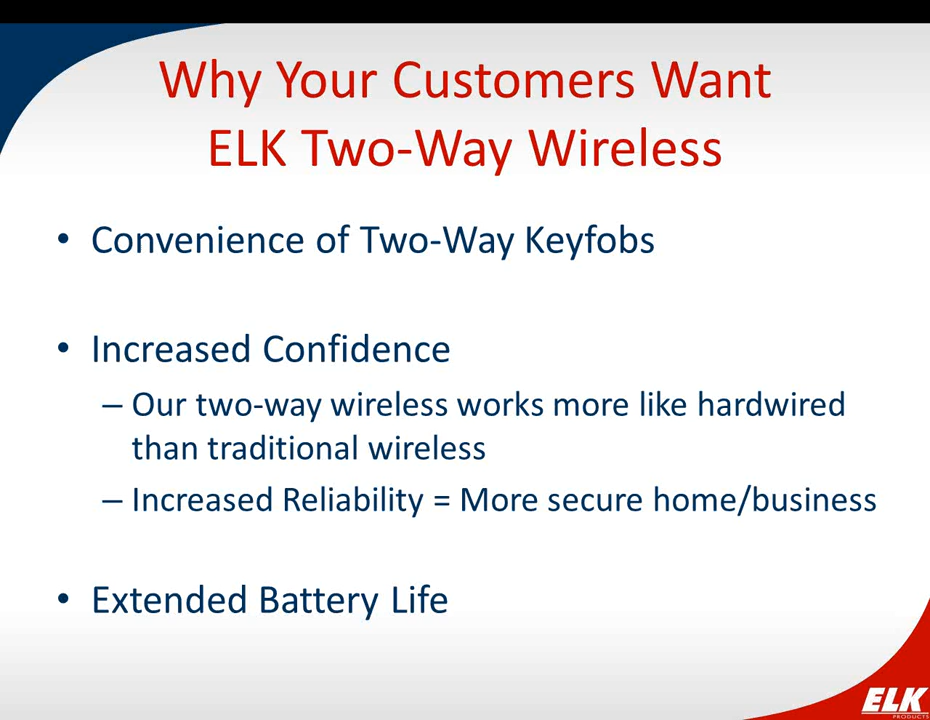 Why Your Customers Want
ELK Two-Way Wireless
• Convenience of Two-Way Keyfobs
• Increased Confidence
– Our two-way wireless works more like hardwired
than traditional wireless
– Increased Reliability = More secure home/business
• Extended Battery Life
ELK
PRODUCTS